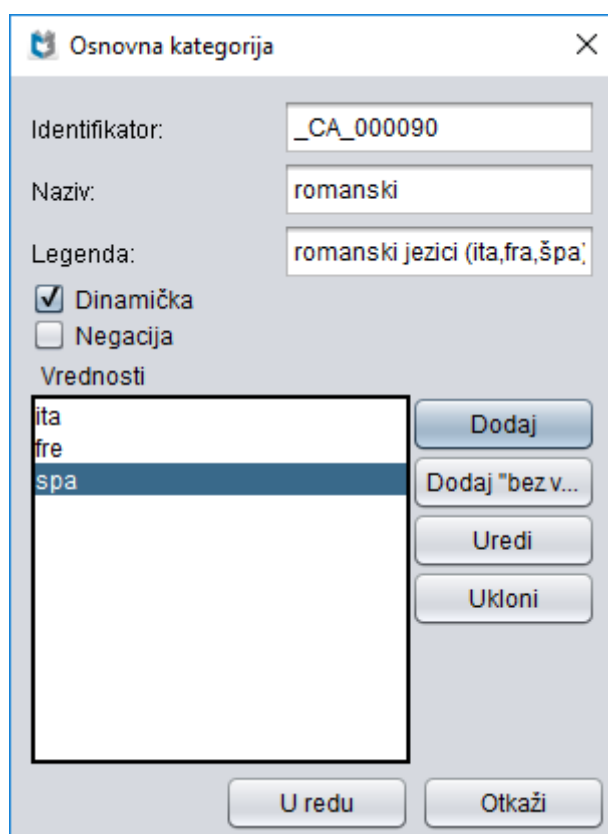 Osnovna kategorija
Identifikator: _CA_000090
Naziv: romanski
Legenda: romanski jezici (ita,fra,špa)
Dinamička
Negacija
Vrednosti
ita
fre
spa
Dodaj
Dodaj "bez v...
Uredi
Ukloni
U redu Otkaži